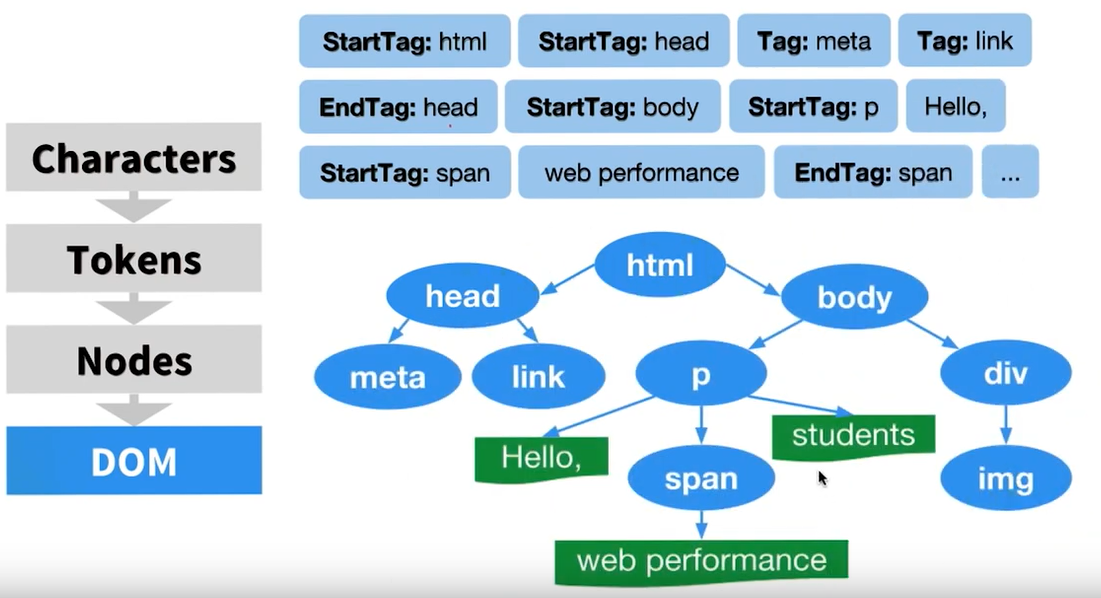 StartTag: html StartTag: head Tag: meta Tag: link
EndTag: head StartTag: body StartTag: p Hello,
StartTag: span web performance EndTag: span ...
Characters
Tokens
Nodes
DOM
html
head
body
meta
link
p
div
Hello,
students
span
img
web performance